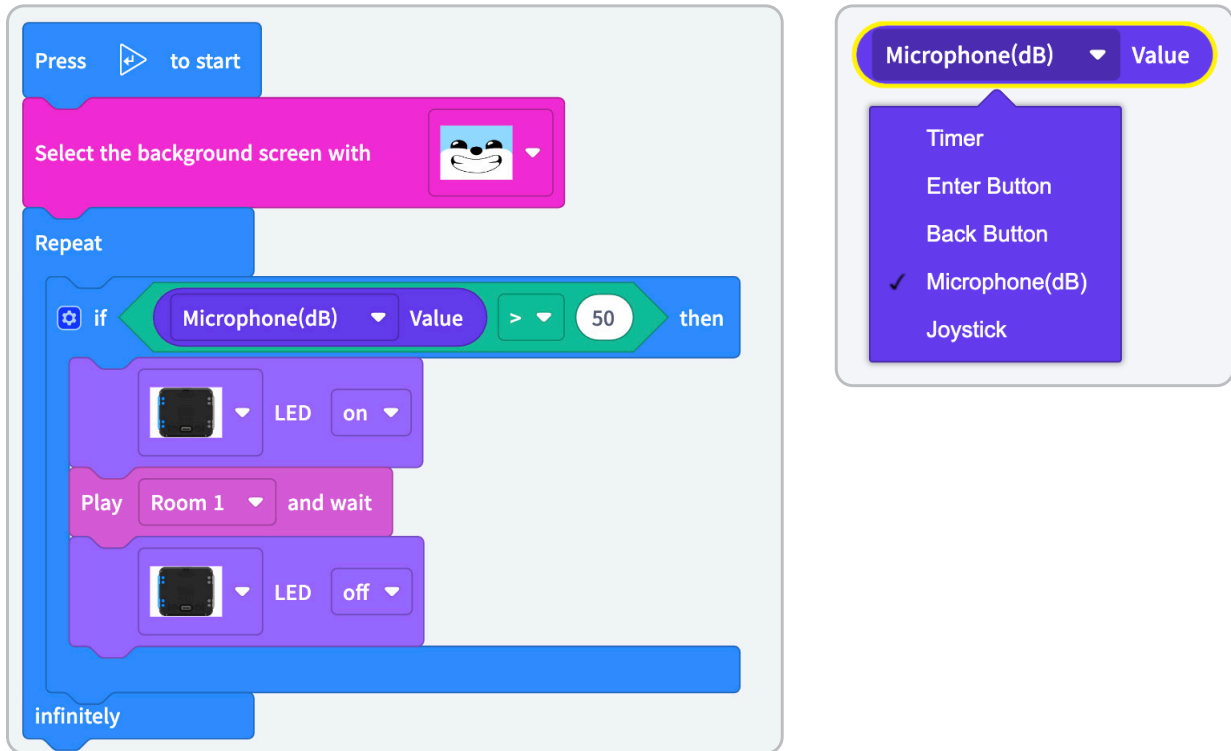 Press to start
Select the background screen with
Repeat
if Microphone(dB) Value > 50 then
LED on
Play Room 1 and wait
LED off
infinitely
Microphone(dB) Value
Timer
Enter Button
Back Button
Microphone(dB)
Joystick